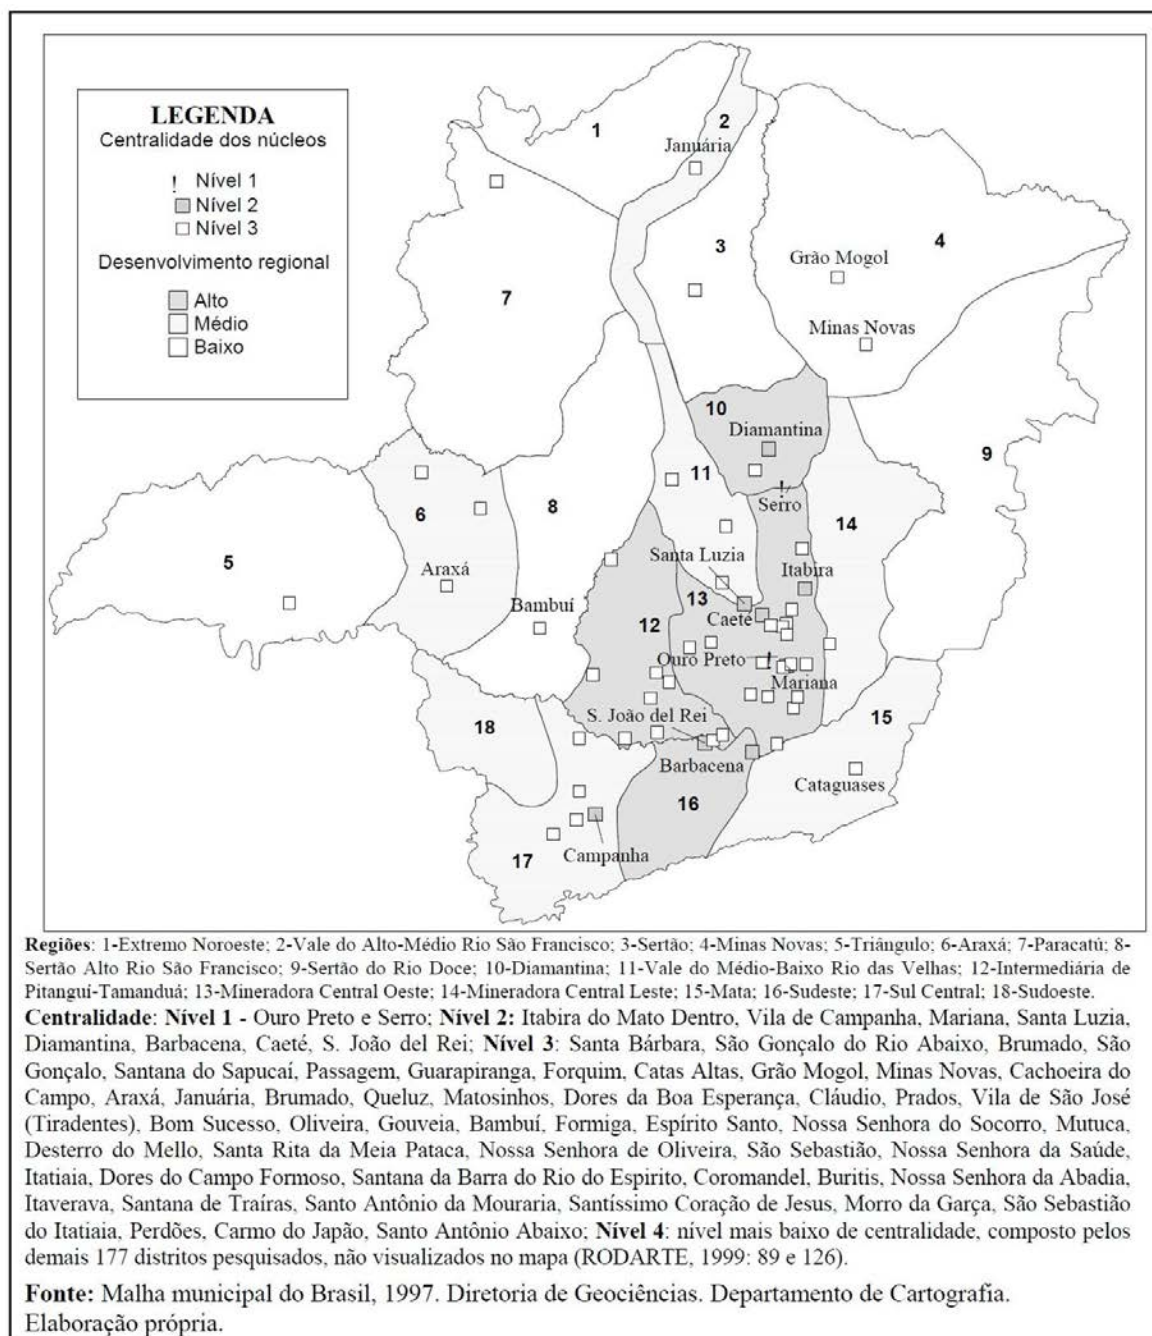 LEGENDA
Centralidade dos núcleos
! Nível 1
Nível 2
Nível 3
Desenvolvimento regional
Alto
Médio
Baixo
1
2
Januária
3
4
Grão Mogol
Minas Novas
7
10
Diamantina
9
11
!
Serro
8
6
14
Santa Luzia
Itabira
5
Araxá
Bambuí
13
Caeté
12
Ouro Preto
!
Mariana
S. João del Rei
15
18
Barbacena
Cataguases
16
17
Campanha
Regiões: 1-Extremo Noroeste; 2-Vale do Alto-Médio Rio São Francisco; 3-Sertão; 4-Minas Novas; 5-Triângulo; 6-Araxá; 7-Paracatú; 8-
Sertão Alto Rio São Francisco; 9-Sertão do Rio Doce; 10-Diamantina; 11-Vale do Médio-Baixo Rio das Velhas; 12-Intermediária de
Pitanguí-Tamanduá; 13-Mineradora Central Oeste; 14-Mineradora Central Leste; 15-Mata; 16-Sudeste; 17-Sul Central; 18-Sudoeste.
Centralidade: Nível 1 - Ouro Preto e Serro; Nível 2: Itabira do Mato Dentro, Vila de Campanha, Mariana, Santa Luzia,
Diamantina, Barbacena, Caeté, S. João del Rei; Nível 3: Santa Bárbara, São Gonçalo do Rio Abaixo, Brumado, São
Gonçalo, Santana do Sapucaí, Passagem, Guarapiranga, Forquim, Catas Altas, Grão Mogol, Minas Novas, Cachoeira do
Campo, Araxá, Januária, Brumado, Queluz, Matosinhos, Dores da Boa Esperança, Cláudio, Prados, Vila de São José
(Tiradentes), Bom Sucesso, Oliveira, Gouveia, Bambuí, Formiga, Espírito Santo, Nossa Senhora do Socorro, Mutuca,
Desterro do Mello, Santa Rita da Meia Pataca, Nossa Senhora de Oliveira, São Sebastião, Nossa Senhora da Saúde,
Itatiaia, Dores do Campo Formoso, Santana da Barra do Rio do Espirito, Coromandel, Buritis, Nossa Senhora da Abadia,
Itaverava, Santana de Traíras, Santo Antônio da Mouraria, Santíssimo Coração de Jesus, Morro da Garça, São Sebastião
do Itatiaia, Perdões, Carmo do Japão, Santo Antônio Abaixo; Nível 4: nível mais baixo de centralidade, composto pelos
demais 177 distritos pesquisados, não visualizados no mapa (RODARTE, 1999: 89 e 126).
Fonte: Malha municipal do Brasil, 1997. Diretoria de Geociências. Departamento de Cartografia.
Elaboração própria.